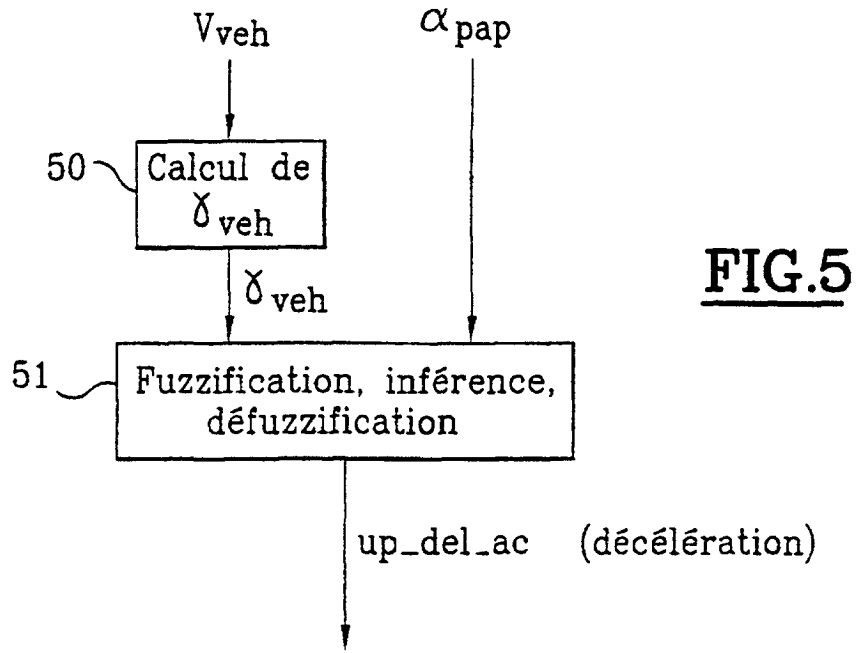 Vveh
αpap
50
Calcul de
γveh
γveh
FIG.5
51
Fuzzification, inférence,
défuzzification
up_del_ac (décélération)